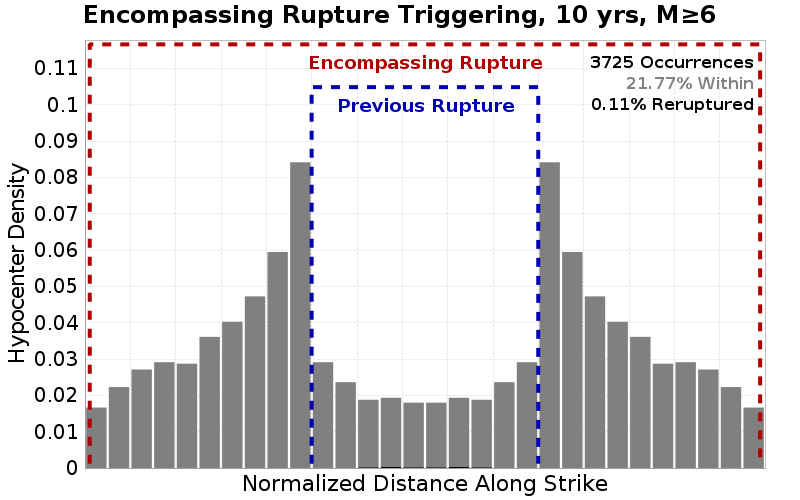 Encompassing Rupture Triggering, 10 yrs, M≥6
Encompassing Rupture
Previous Rupture
3725 Occurrences
21.77% Within
0.11% Reruptured
Hypocenter Density
0.11
0.1
0.09
0.08
0.07
0.06
0.05
0.04
0.03
0.02
0.01
0
Normalized Distance Along Strike